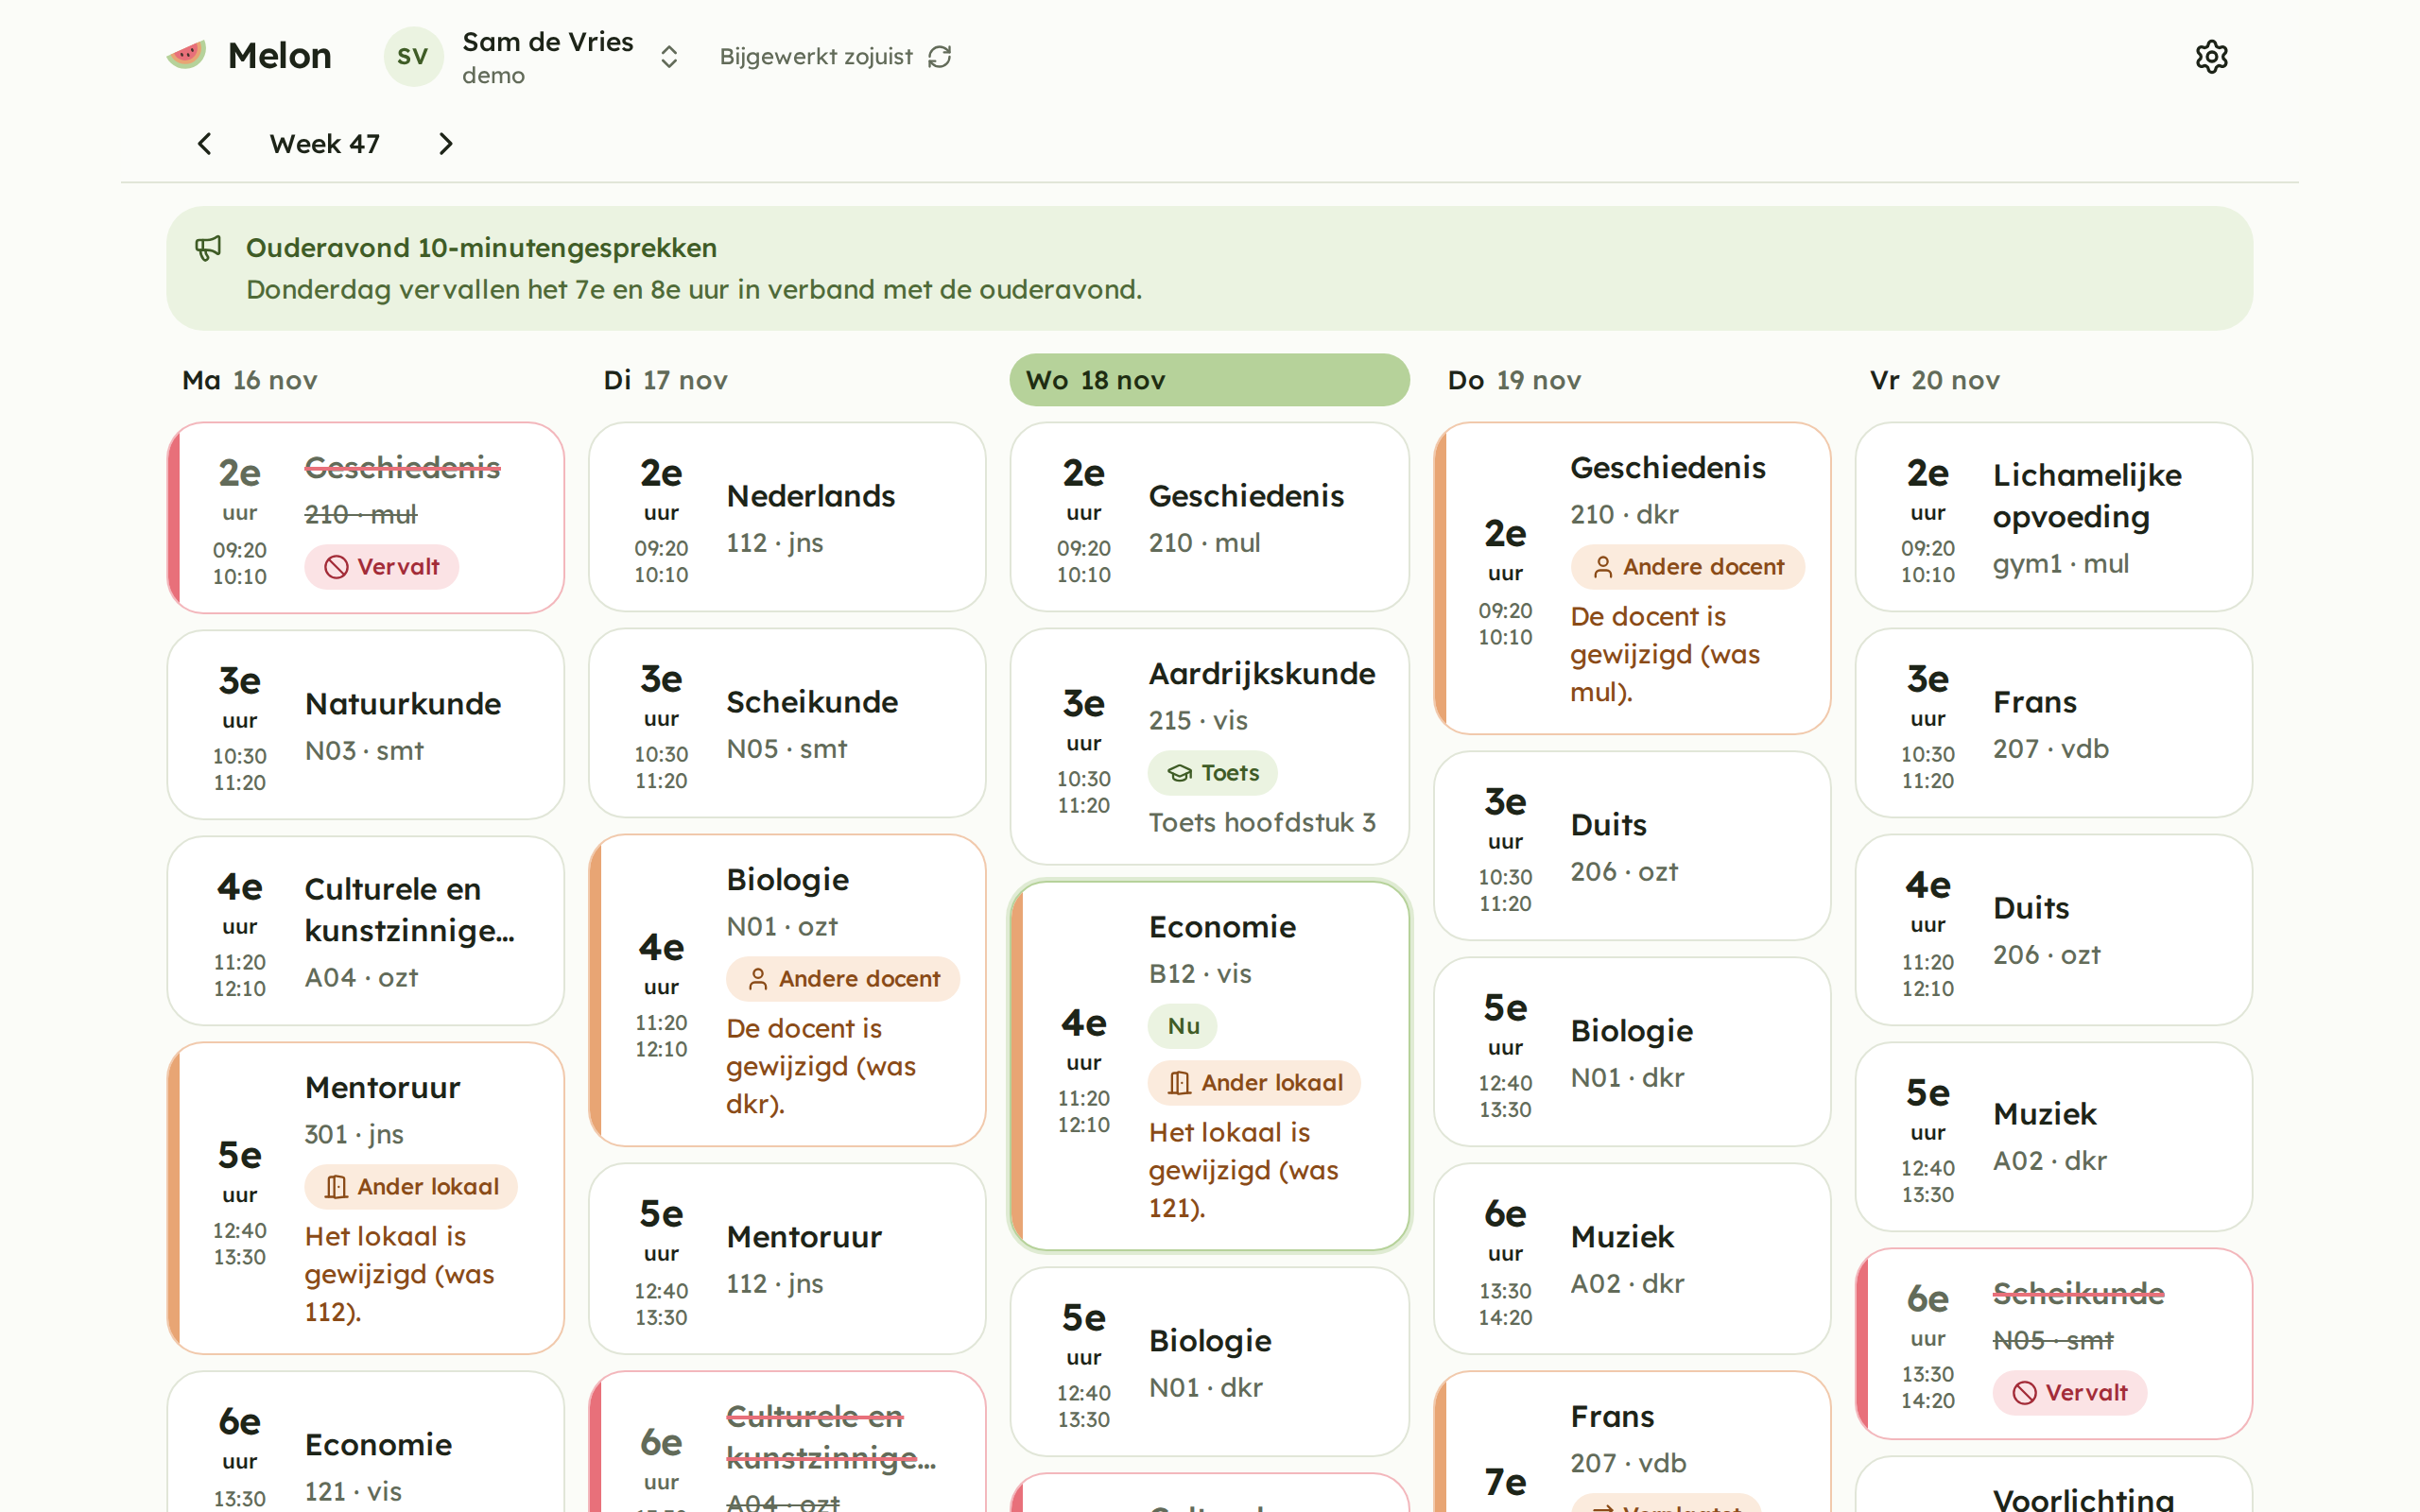 Melon
SV
Sam de Vries
demo
Bijgewerkt zojuist
Week 47
Ouderavond 10-minutengesprekken
Donderdag vervallen het 7e en 8e uur in verband met de ouderavond.
Ma 16 nov
2e
uur
09:20
10:10
Geschiedenis
210 · mul
Vervalt
3e
uur
10:30
11:20
Natuurkunde
N03 · smt
4e
uur
11:20
12:10
Culturele en
kunstzinnige...
A04 · ozt
5e
uur
12:40
13:30
Mentoruur
301 · jns
Ander lokaal
Het lokaal is
gewijzigd (was
112).
6e
uur
13:30
Economie
121 · vis
Di 17 nov
2e
uur
09:20
10:10
Nederlands
112 · jns
3e
uur
10:30
11:20
Scheikunde
N05 · smt
4e
uur
11:20
12:10
Biologie
N01 · ozt
Andere docent
De docent is
gewijzigd (was
dkr).
5e
uur
12:40
13:30
Mentoruur
112 · jns
6e
uur
Culturele en
kunstzinnige...
A04 · ozt
Wo 18 nov
2e
uur
09:20
10:10
Geschiedenis
210 · mul
3e
uur
10:30
11:20
Aardrijkskunde
215 · vis
Toets
Toets hoofdstuk 3
4e
uur
11:20
12:10
Economie
B12 · vis
Nu
Ander lokaal
Het lokaal is
gewijzigd (was
121).
5e
uur
12:40
13:30
Biologie
N01 · dkr
Do 19 nov
2e
uur
09:20
10:10
Geschiedenis
210 · dkr
Andere docent
De docent is
gewijzigd (was
mul).
3e
uur
10:30
11:20
Duits
206 · ozt
5e
uur
12:40
13:30
Biologie
N01 · dkr
6e
uur
13:30
14:20
Muziek
A02 · dkr
7e
Frans
207 · vdb
Verplaatst
Vr 20 nov
2e
uur
09:20
10:10
Lichamelijke
opvoeding
gym1 · mul
3e
uur
10:30
11:20
Frans
207 · vdb
4e
uur
11:20
12:10
Duits
206 · ozt
5e
uur
12:40
13:30
Muziek
A02 · dkr
6e
uur
13:30
14:20
Scheikunde
N05 · smt
Vervalt
Voorlichting